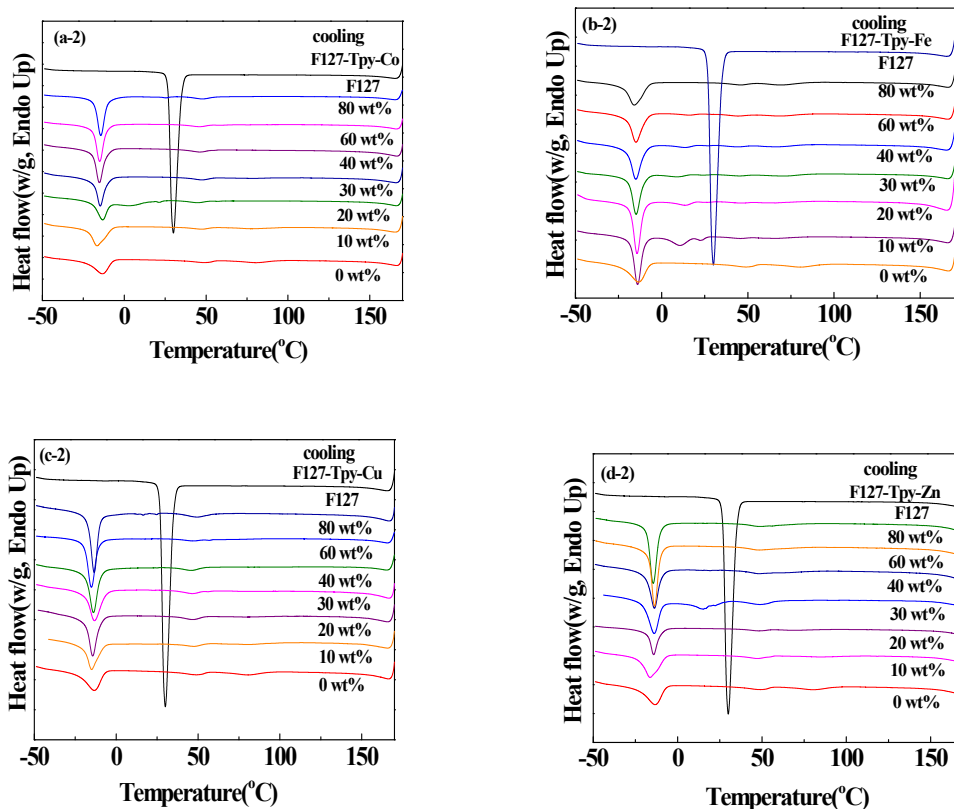 (a-2)
cooling
F127-Tpy-Co
F127
80 wt%
60 wt%
40 wt%
30 wt%
20 wt%
10 wt%
0 wt%
Heat flow(w/g, Endo Up)
-50 0 50 100 150
Temperature(°C)
(b-2)
cooling
F127-Tpy-Fe
F127
80 wt%
60 wt%
40 wt%
30 wt%
20 wt%
10 wt%
0 wt%
Heat flow(w/g, Endo Up)
-50 0 50 100 150
Temperature(°C)
(c-2)
cooling
F127-Tpy-Cu
F127
80 wt%
60 wt%
40 wt%
30 wt%
20 wt%
10 wt%
0 wt%
Heat flow(w/g, Endo Up)
-50 0 50 100 150
Temperature(°C)
(d-2)
cooling
F127-Tpy-Zn
F127
80 wt%
60 wt%
40 wt%
30 wt%
20 wt%
10 wt%
0 wt%
Heat flow(w/g, Endo Up)
-50 0 50 100 150
Temperature(°C)